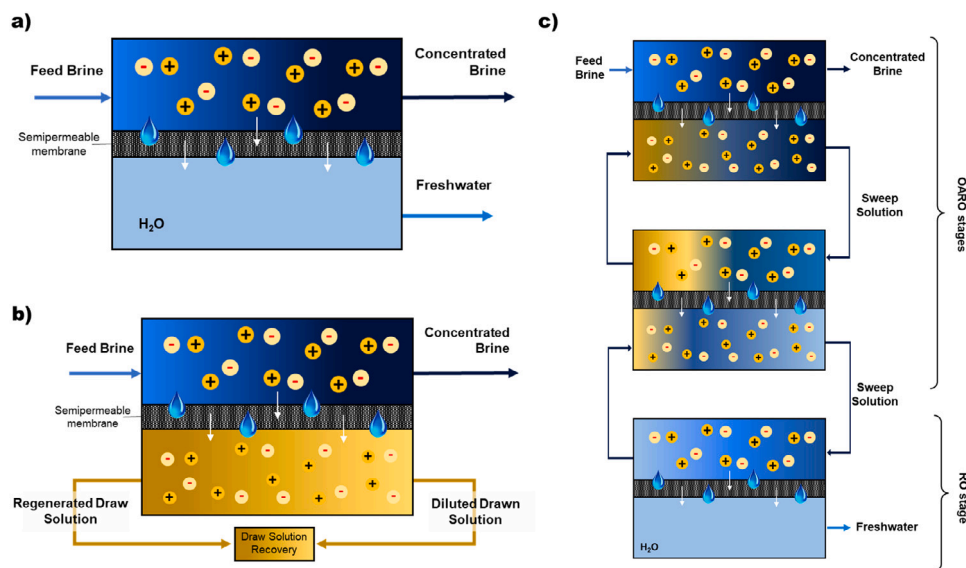 a)
Feed Brine
Concentrated
Brine
Semipermeable
membrane
Freshwater
H₂O
b)
Feed Brine
Concentrated
Brine
Semipermeable
membrane
Regenerated Draw
Solution
Diluted Drawn
Solution
Draw Solution
Recovery
c)
Feed
Brine
Concentrated
Brine
Sweep
Solution
OARO stages
Sweep
Solution
RO stage
Freshwater
H₂O